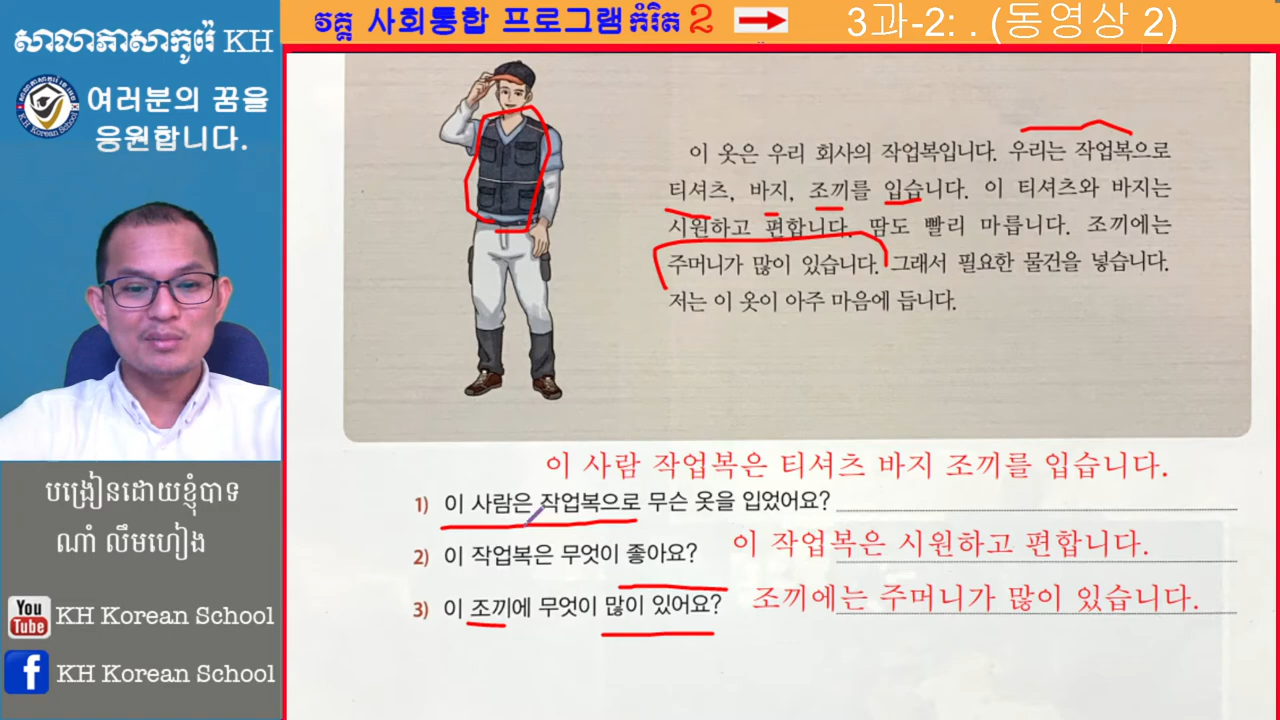 សាលាភាសាកូរ៉េ KH
여러분의 꿈을
응원합니다.
វគ្គ 사회통합 프로그램 កំរិត 2
3과-2: . (동영상 2)
이 옷은 우리 회사의 작업복입니다. 우리는 작업복으로
티셔츠, 바지, 조끼를 입습니다. 이 티셔츠와 바지는
시원하고 편합니다. 땀도 빨리 마릅니다. 조끼에는
주머니가 많이 있습니다. 그래서 필요한 물건을 넣습니다.
저는 이 옷이 아주 마음에 듭니다.
이 사람 작업복은 티셔츠 바지 조끼를 입습니다.
1) 이 사람은 작업복으로 무슨 옷을 입었어요?
2) 이 작업복은 무엇이 좋아요? 이 작업복은 시원하고 편합니다.
3) 이 조끼에 무엇이 많이 있어요? 조끼에는 주머니가 많이 있습니다.
បង្រៀនដោយខ្ញុំបាទ
ណាំ លឹមហៀង
You Tube KH Korean School
f KH Korean School